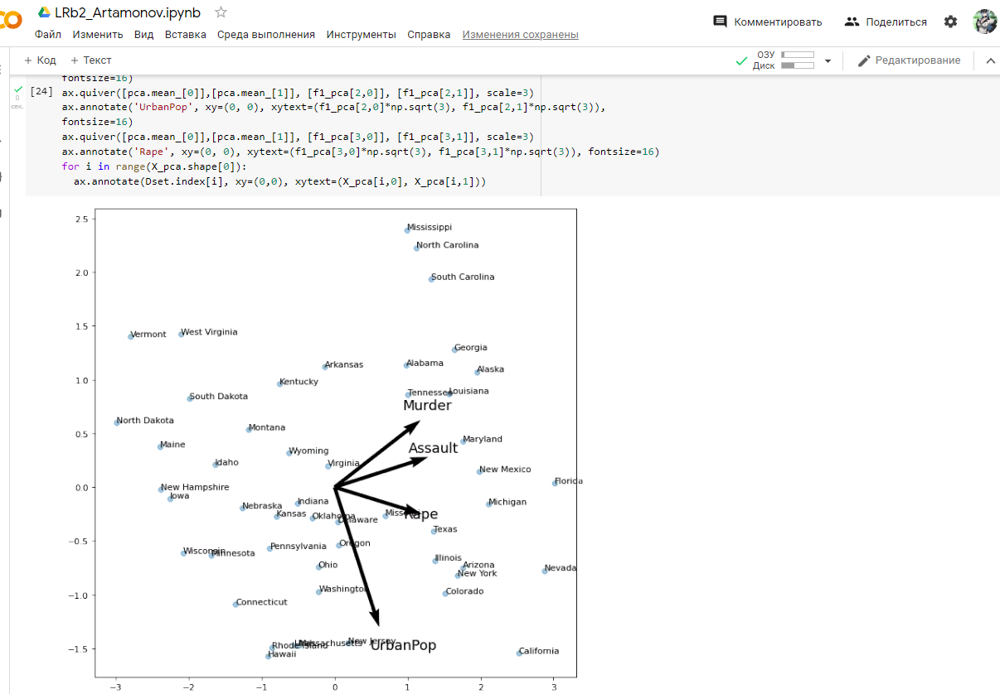 LRb2_Artamonov.ipynb
Комментировать
Поделиться
Файл Изменить Вид Вставка Среда выполнения Инструменты Справка Изменения сохранены
+ Код + Текст
ОЗУ
Диск
Редактирование
fontsize=16)
[24] ax.quiver([pca.mean_[0]],[pca.mean_[1]], [f1_pca[2,0]], [f1_pca[2,1]], scale=3)
0
сек.
ax.annotate('UrbanPop', xy=(0, 0), xytext=(f1_pca[2,0]*np.sqrt(3), f1_pca[2,1]*np.sqrt(3)),
fontsize=16)
ax.quiver([pca.mean_[0]],[pca.mean_[1]], [f1_pca[3,0]], [f1_pca[3,1]], scale=3)
ax.annotate('Rape', xy=(0, 0), xytext=(f1_pca[3,0]*np.sqrt(3), f1_pca[3,1]*np.sqrt(3)), fontsize=16)
for i in range(X_pca.shape[0]):
ax.annotate(Dset.index[i], xy=(0,0), xytext=(X_pca[i,0], X_pca[i,1]))
2.5
Mississippi
North Carolina
2.0
South Carolina
1.5
Vermont
West Virginia
Georgia
Arkansas
Alabama
Alaska
1.0
Kentucky
Tennessee
Louisiana
South Dakota
Murder
North Dakota
0.5
Montana
Maryland
Maine
Wyoming
Assault
Idaho
Virginia
New Mexico
0.0
New Hampshire
Florida
Iowa
Indiana
Michigan
Nebraska
Kansas
Oklahoma
Delaware
Missouri
Rape
Texas
−0.5
Wisconsin
Minnesota
Pennsylvania
Oregon
Illinois
Ohio
Arizona
New York
Nevada
−1.0
Washington
Colorado
Connecticut
−1.5
Rhode Island
Massachusetts
New Jersey
UrbanPop
Hawaii
California
−3 −2 −1 0 1 2 3